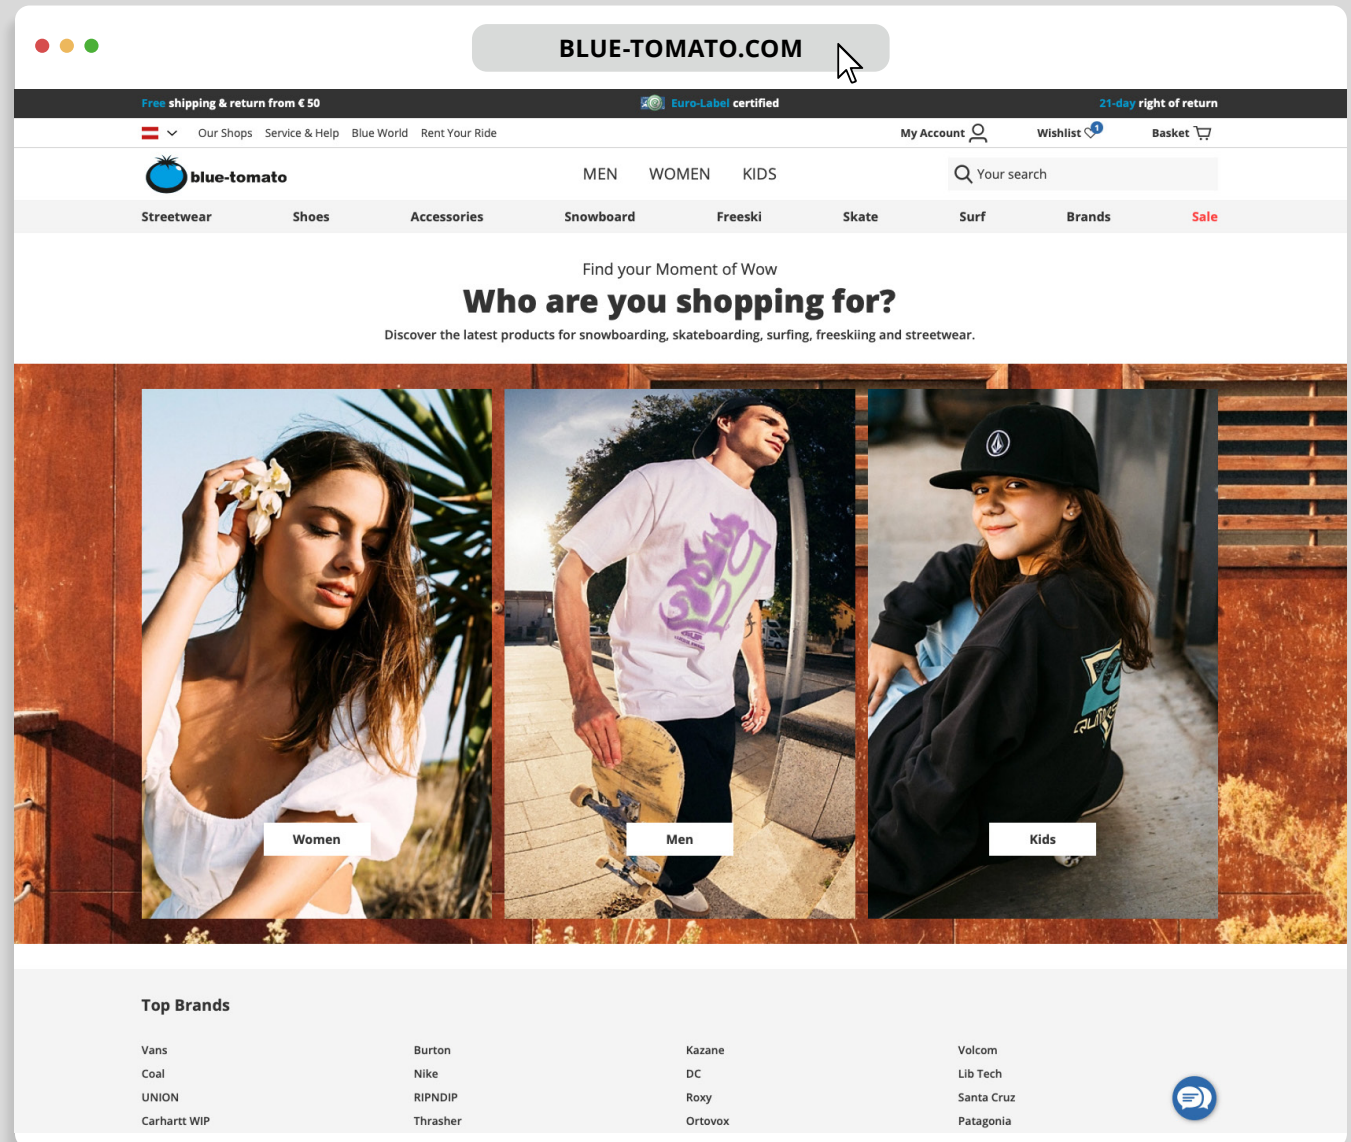 BLUE-TOMATO.COM
Free shipping & return from € 50
Euro-Label certified
21-day right of return
Our Shops Service & Help Blue World Rent Your Ride
My Account Wishlist 1 Basket
blue-tomato
MEN WOMEN KIDS
Your search
Streetwear Shoes Accessories Snowboard Freeski Skate Surf Brands Sale
Find your Moment of Wow
Who are you shopping for?
Discover the latest products for snowboarding, skateboarding, surfing, freeskiing and streetwear.
Women Men Kids
Top Brands
Vans Burton Kazane Volcom
Coal Nike DC Lib Tech
UNION RIPNDIP Roxy Santa Cruz
Carhartt WIP Thrasher Ortovox Patagonia